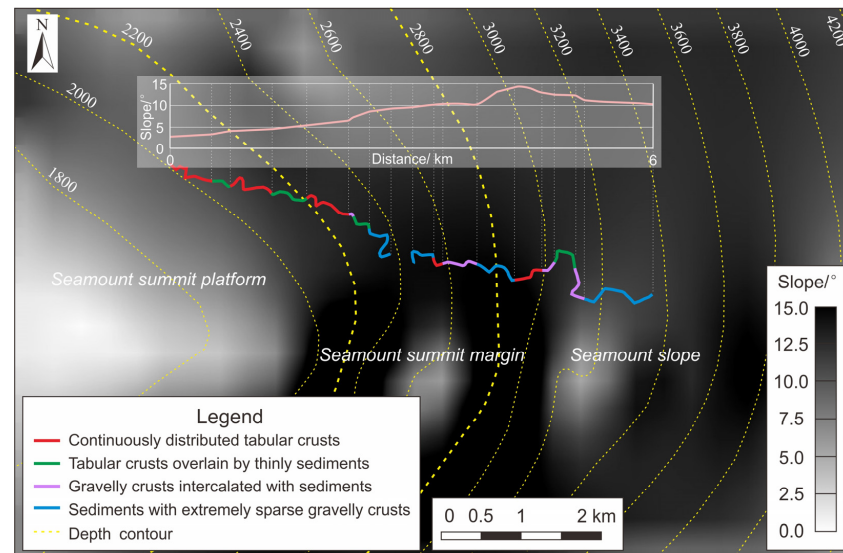 N
2200
2400
2600
2800
3000
3200
3400
3600
3800
4000
4200
2000
1800
Slope/°
15
10
5
0
0
Distance/ km
6
Seamount summit platform
Seamount summit margin
Seamount slope
Slope/°
15.0
12.5
10.0
7.5
5.0
2.5
0.0
Legend
Continuously distributed tabular crusts
Tabular crusts overlain by thinly sediments
Gravelly crusts intercalated with sediments
Sediments with extremely sparse gravelly crusts
Depth contour
0 0.5 1 2 km